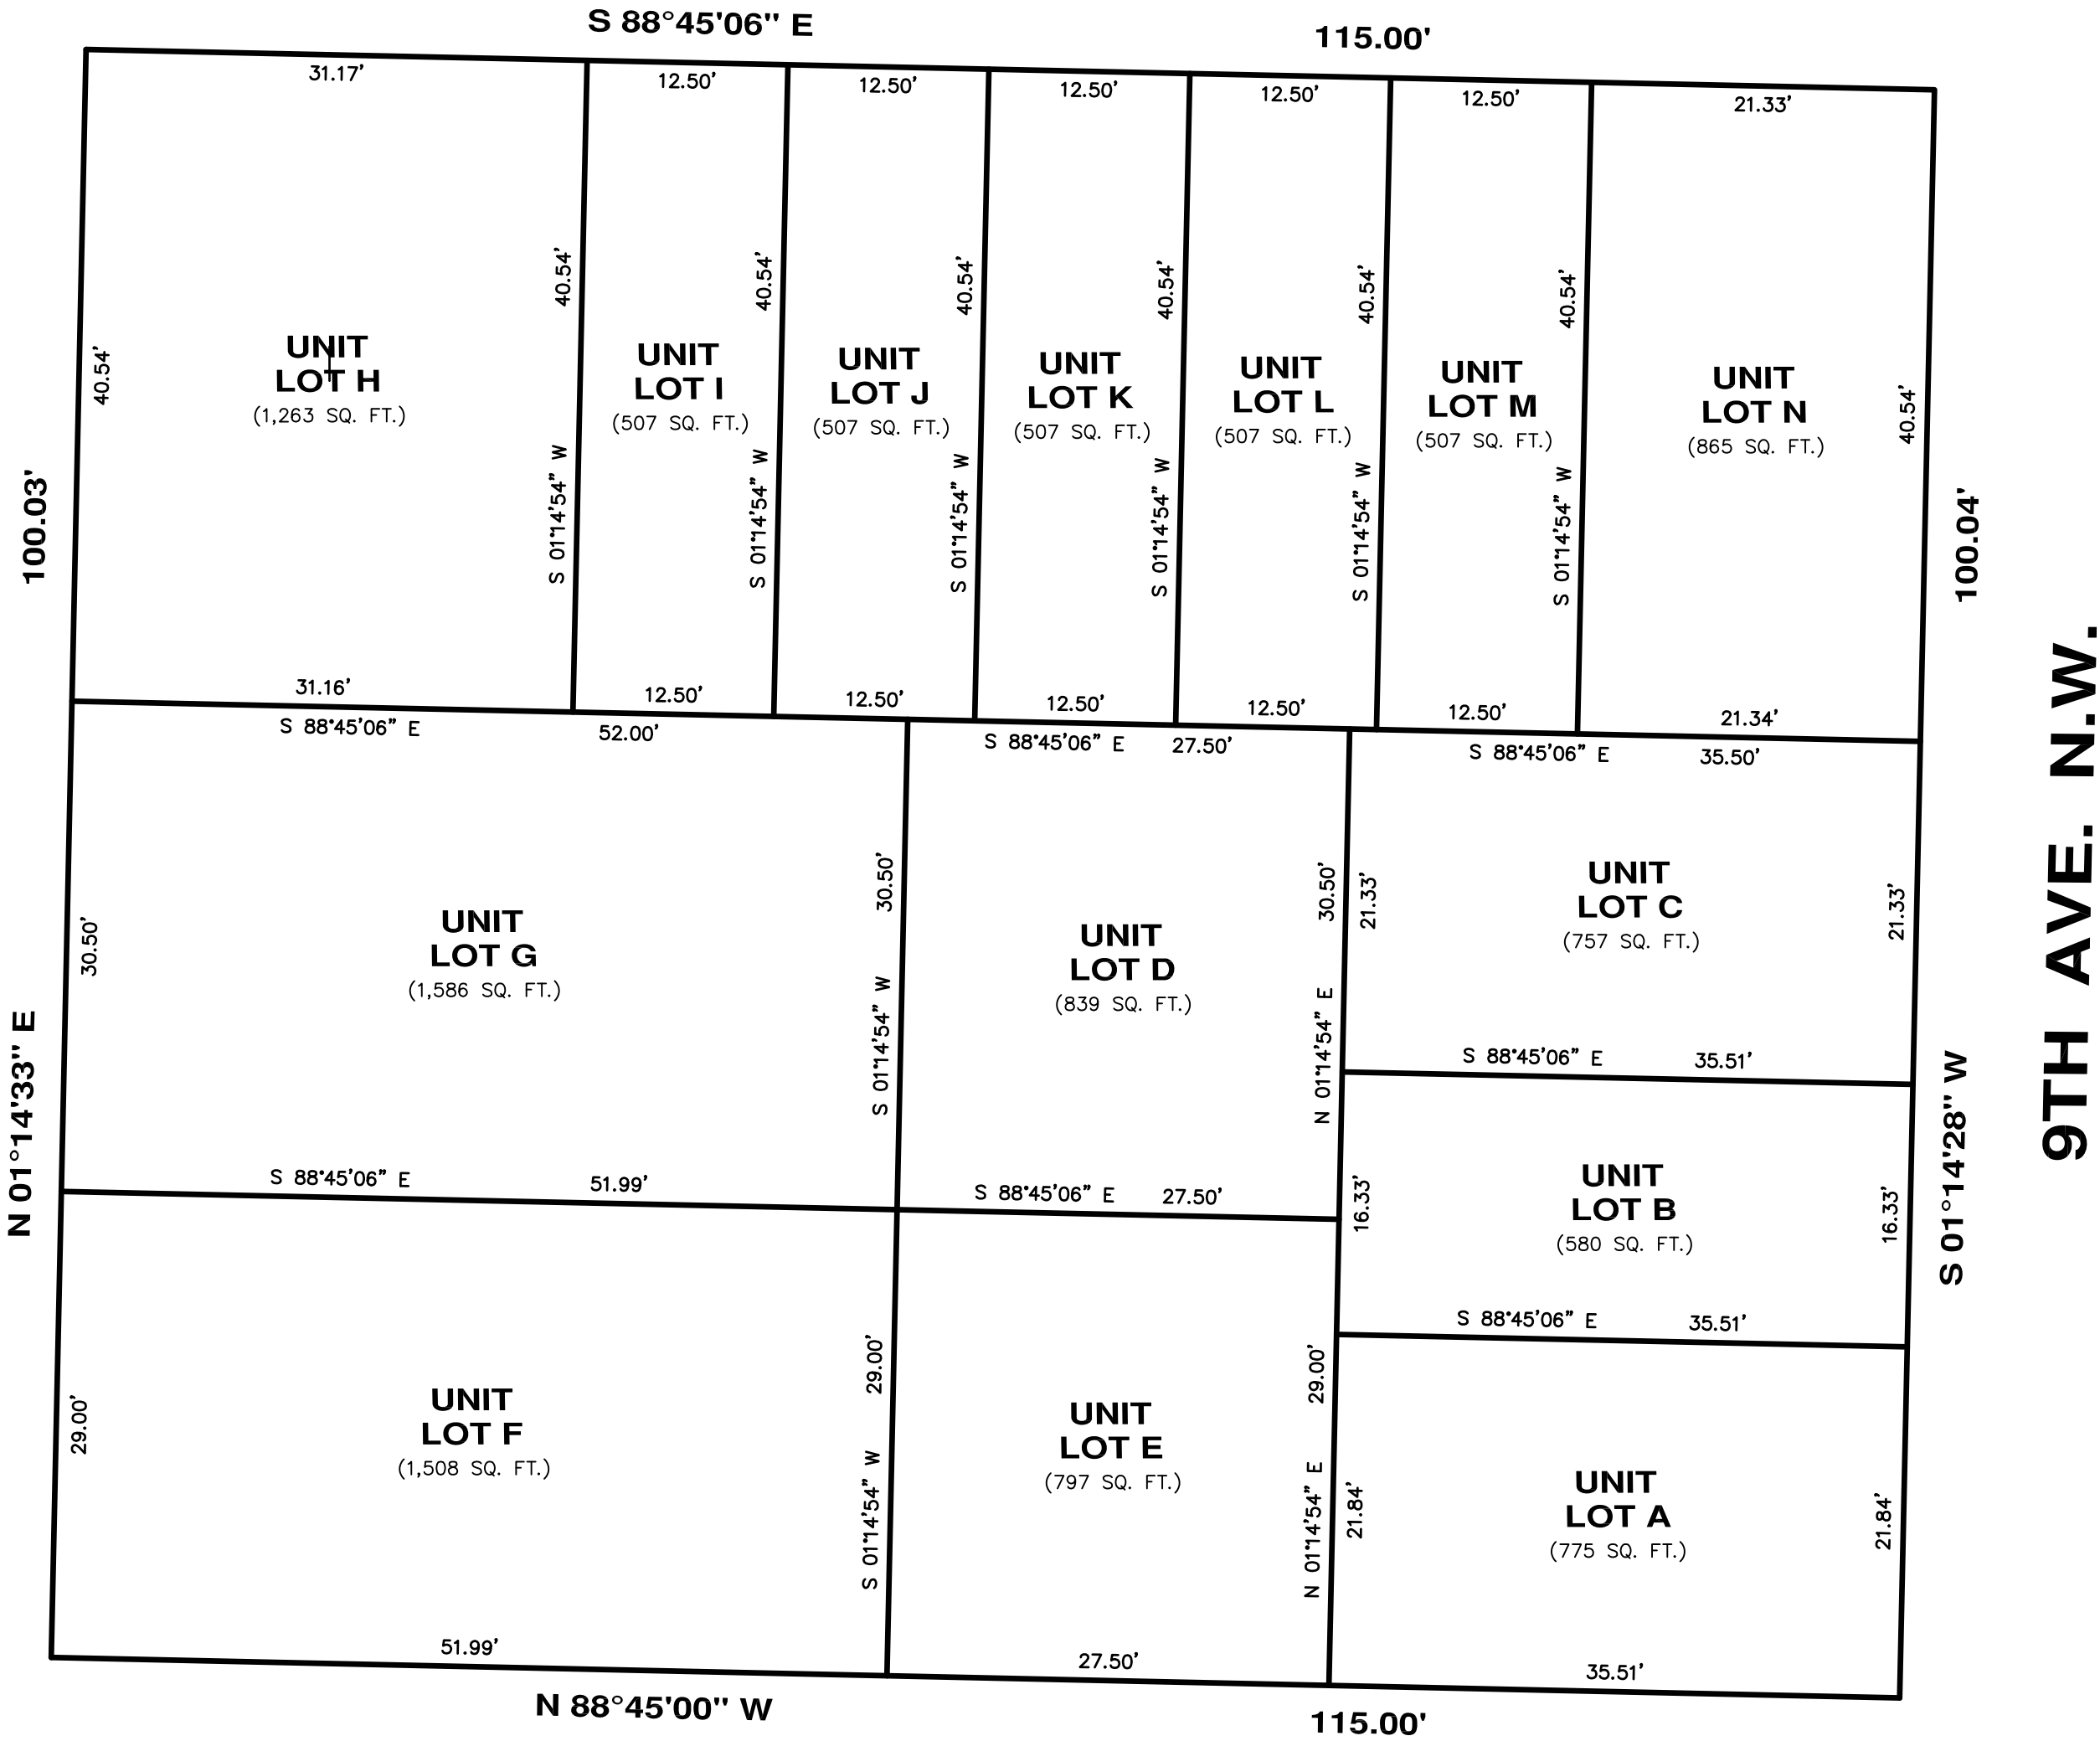 S 88°45'06" E
115.00'
31.17'
12.50'
12.50'
12.50'
12.50'
12.50'
21.33'
40.54'
40.54'
40.54'
40.54'
40.54'
40.54'
40.54'
40.54'
UNIT
LOT H
(1,263 SQ. FT.)
UNIT
LOT I
(507 SQ. FT.)
UNIT
LOT J
(507 SQ. FT.)
UNIT
LOT K
(507 SQ. FT.)
UNIT
LOT L
(507 SQ. FT.)
UNIT
LOT M
(507 SQ. FT.)
UNIT
LOT N
(865 SQ. FT.)
S 01°14'54" W
S 01°14'54" W
S 01°14'54" W
S 01°14'54" W
S 01°14'54" W
S 01°14'54" W
100.03'
100.04'
31.16'
12.50'
12.50'
12.50'
12.50'
12.50'
21.34'
S 88°45'06" E 52.00'
S 88°45'06" E 27.50'
S 88°45'06" E 35.50'
30.50'
UNIT
LOT G
(1,586 SQ. FT.)
30.50'
S 01°14'54" W
UNIT
LOT D
(839 SQ. FT.)
30.50'
N 01°14'54" E
21.33'
UNIT
LOT C
(757 SQ. FT.)
21.33'
S 88°45'06" E 35.51'
N 01°14'33" E
S 01°14'28" W
9TH AVE. N.W.
S 88°45'06" E 51.99'
S 88°45'06" E 27.50'
16.33'
UNIT
LOT B
(580 SQ. FT.)
16.33'
S 88°45'06" E 35.51'
29.00'
UNIT
LOT F
(1,508 SQ. FT.)
29.00'
S 01°14'54" W
UNIT
LOT E
(797 SQ. FT.)
29.00'
N 01°14'54" E
21.84'
UNIT
LOT A
(775 SQ. FT.)
21.84'
51.99'
27.50'
35.51'
N 88°45'00" W
115.00'